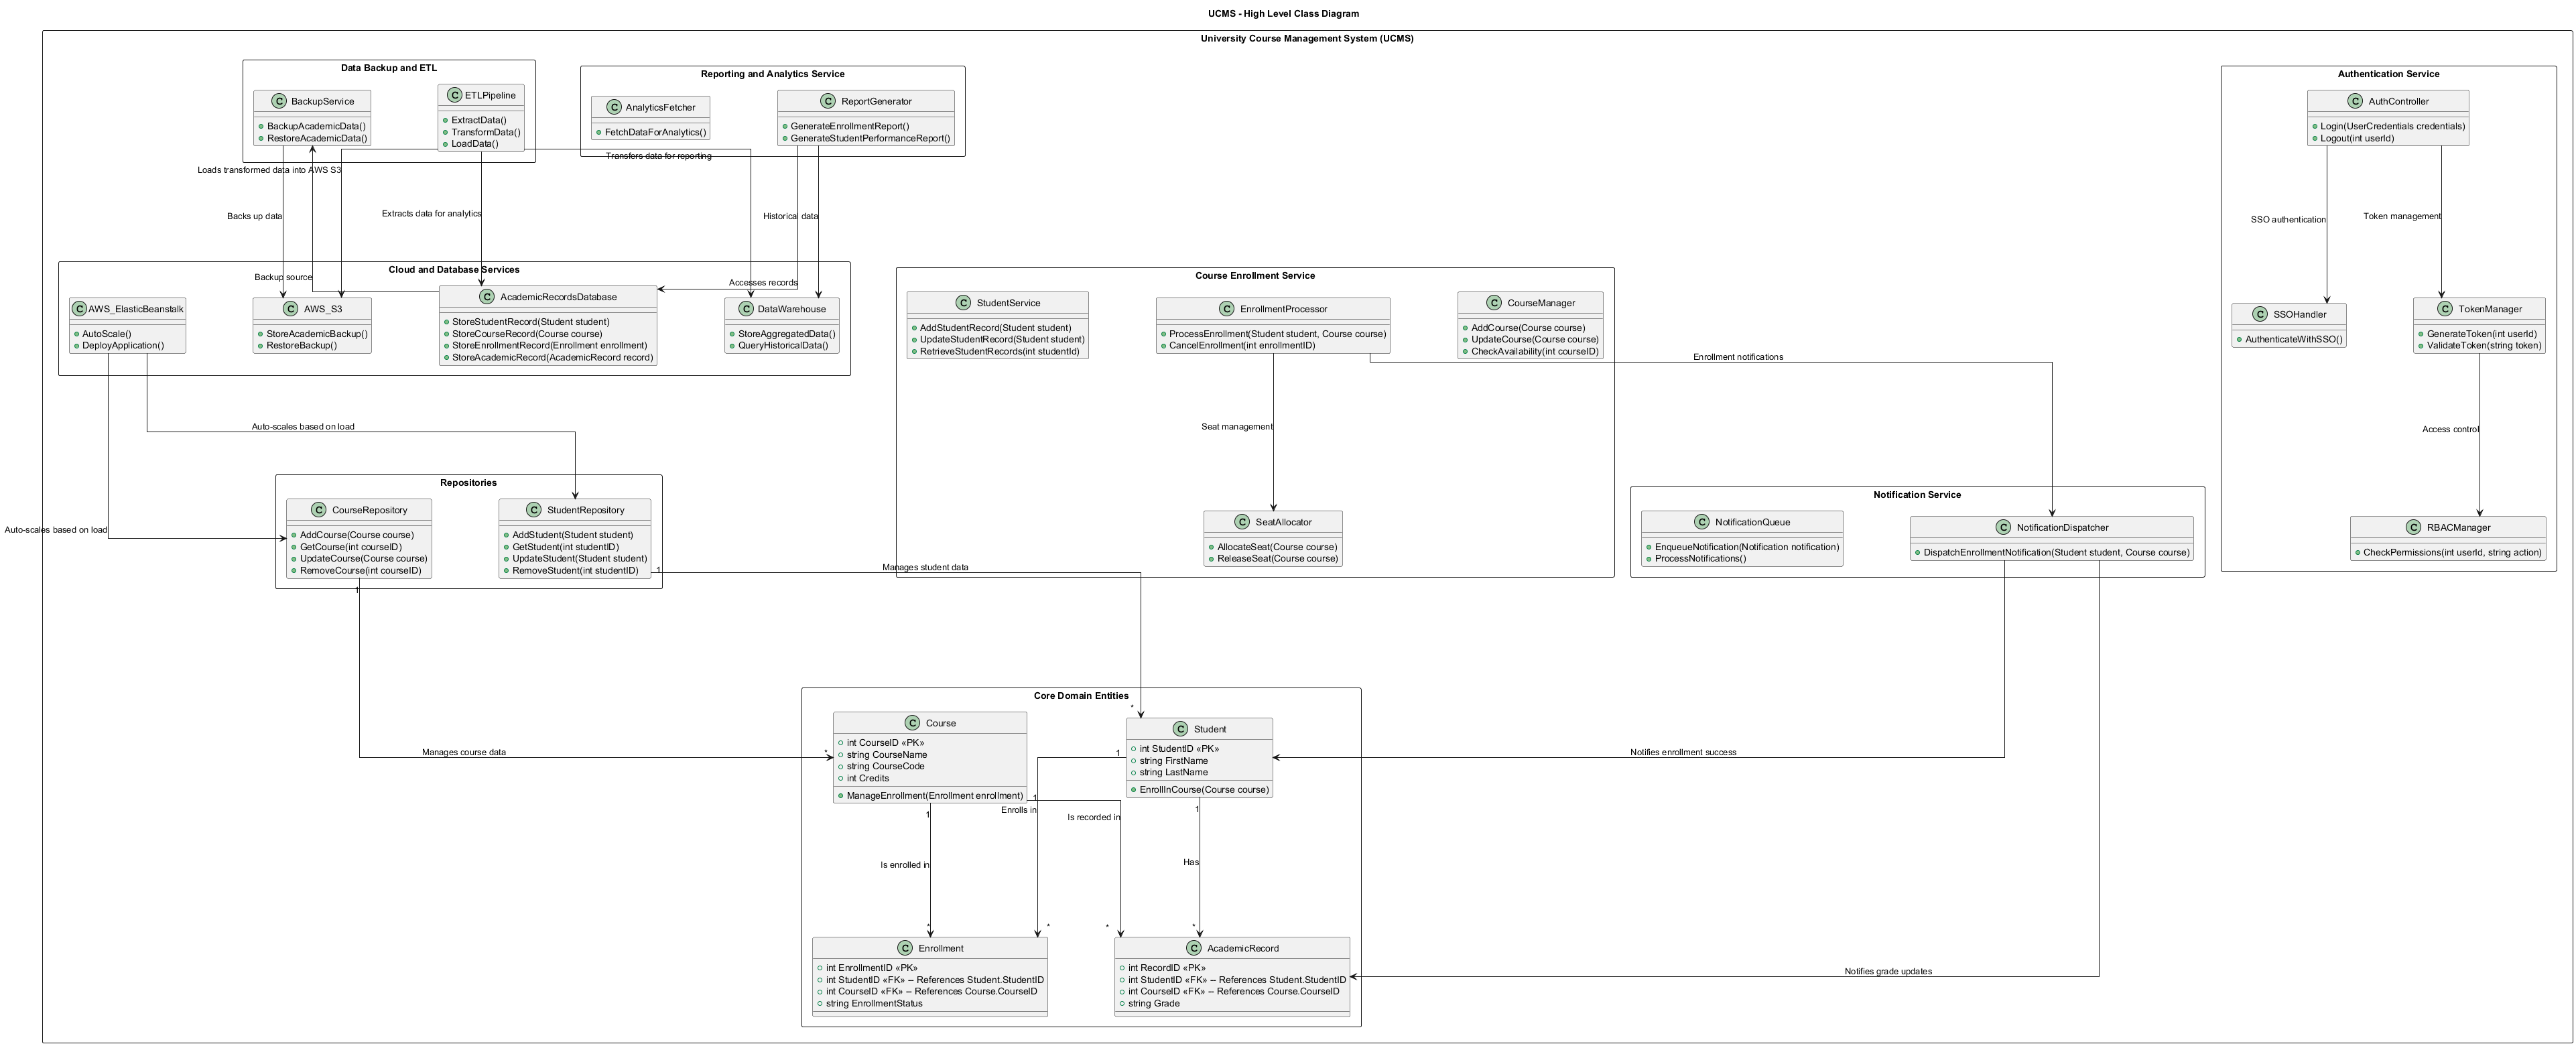 UCMS - High Level Class Diagram
University Course Management System (UCMS)
Data Backup and ETL
BackupService
BackupAcademicData()
RestoreAcademicData()
ETLPipeline
ExtractData()
TransformData()
LoadData()
Reporting and Analytics Service
AnalyticsFetcher
FetchDataForAnalytics()
ReportGenerator
GenerateEnrollmentReport()
GenerateStudentPerformanceReport()
Authentication Service
AuthController
Login(UserCredentials credentials)
Logout(int userId)
Transfers data for reporting
Loads transformed data into AWS S3
Backs up data
Extracts data for analytics
Historical data
SSO authentication
Token management
Backup source
Accesses records
Cloud and Database Services
AWS_ElasticBeanstalk
AutoScale()
DeployApplication()
AWS_S3
StoreAcademicBackup()
RestoreBackup()
AcademicRecordsDatabase
StoreStudentRecord(Student student)
StoreCourseRecord(Course course)
StoreEnrollmentRecord(Enrollment enrollment)
StoreAcademicRecord(AcademicRecord record)
DataWarehouse
StoreAggregatedData()
QueryHistoricalData()
Course Enrollment Service
StudentService
AddStudentRecord(Student student)
UpdateStudentRecord(Student student)
RetrieveStudentRecords(int studentId)
EnrollmentProcessor
ProcessEnrollment(Student student, Course course)
CancelEnrollment(int enrollmentID)
CourseManager
AddCourse(Course course)
UpdateCourse(Course course)
CheckAvailability(int courseID)
SSOHandler
AuthenticateWithSSO()
TokenManager
GenerateToken(int userId)
ValidateToken(string token)
Enrollment notifications
Auto-scales based on load
Seat management
Access control
Auto-scales based on load
Repositories
CourseRepository
AddCourse(Course course)
GetCourse(int courseID)
UpdateCourse(Course course)
RemoveCourse(int courseID)
StudentRepository
AddStudent(Student student)
GetStudent(int studentID)
UpdateStudent(Student student)
RemoveStudent(int studentID)
SeatAllocator
AllocateSeat(Course course)
ReleaseSeat(Course course)
Notification Service
NotificationQueue
EnqueueNotification(Notification notification)
ProcessNotifications()
NotificationDispatcher
DispatchEnrollmentNotification(Student student, Course course)
RBACManager
CheckPermissions(int userId, string action)
1
Manages student data
1
Core Domain Entities
*
Course
int CourseID «PK»
string CourseName
string CourseCode
int Credits
ManageEnrollment(Enrollment enrollment)
Student
int StudentID «PK»
string FirstName
string LastName
EnrollInCourse(Course course)
Manages course data
*
1
Notifies enrollment success
1
Enrolls in
1
1
Is recorded in
Is enrolled in
Has
*
*
*
*
Enrollment
int EnrollmentID «PK»
int StudentID «FK» – References Student.StudentID
int CourseID «FK» – References Course.CourseID
string EnrollmentStatus
AcademicRecord
int RecordID «PK»
int StudentID «FK» – References Student.StudentID
int CourseID «FK» – References Course.CourseID
string Grade
Notifies grade updates